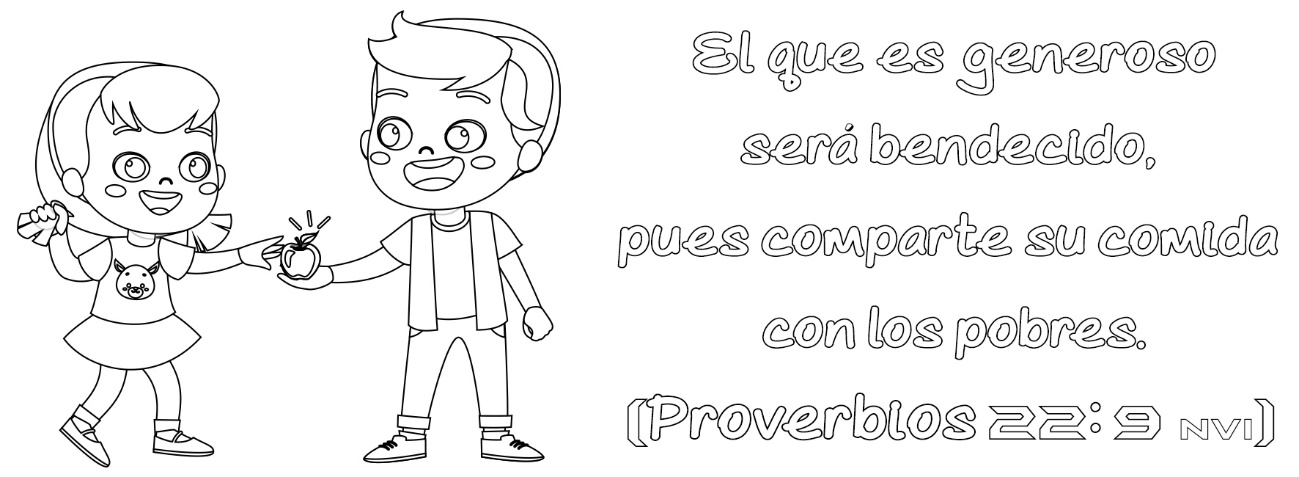 El que es generoso
será bendecido,
pues comparte su comida
con los pobres.
(Proverbios 22:9 NVI)